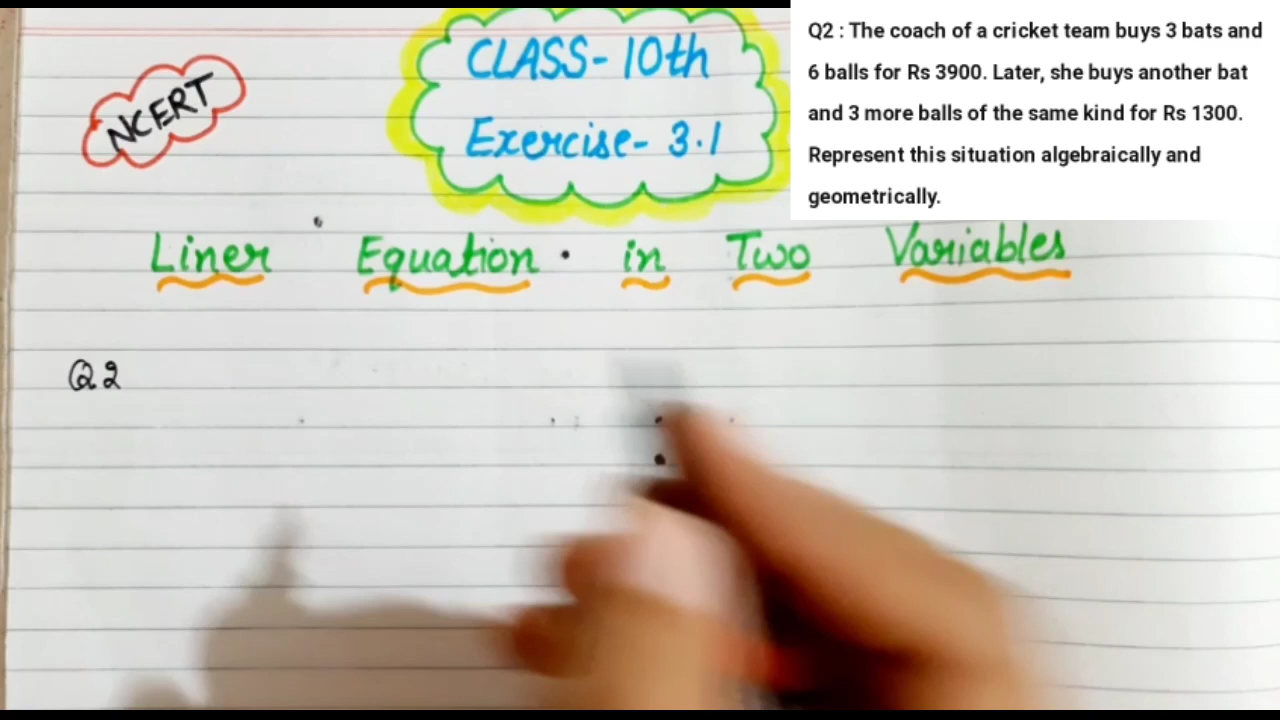 NCERT
CLASS- 10th
Exercise- 3.1
Q2 : The coach of a cricket team buys 3 bats and
6 balls for Rs 3900. Later, she buys another bat
and 3 more balls of the same kind for Rs 1300.
Represent this situation algebraically and
geometrically.
Liner Equation in Two Variables
Q2